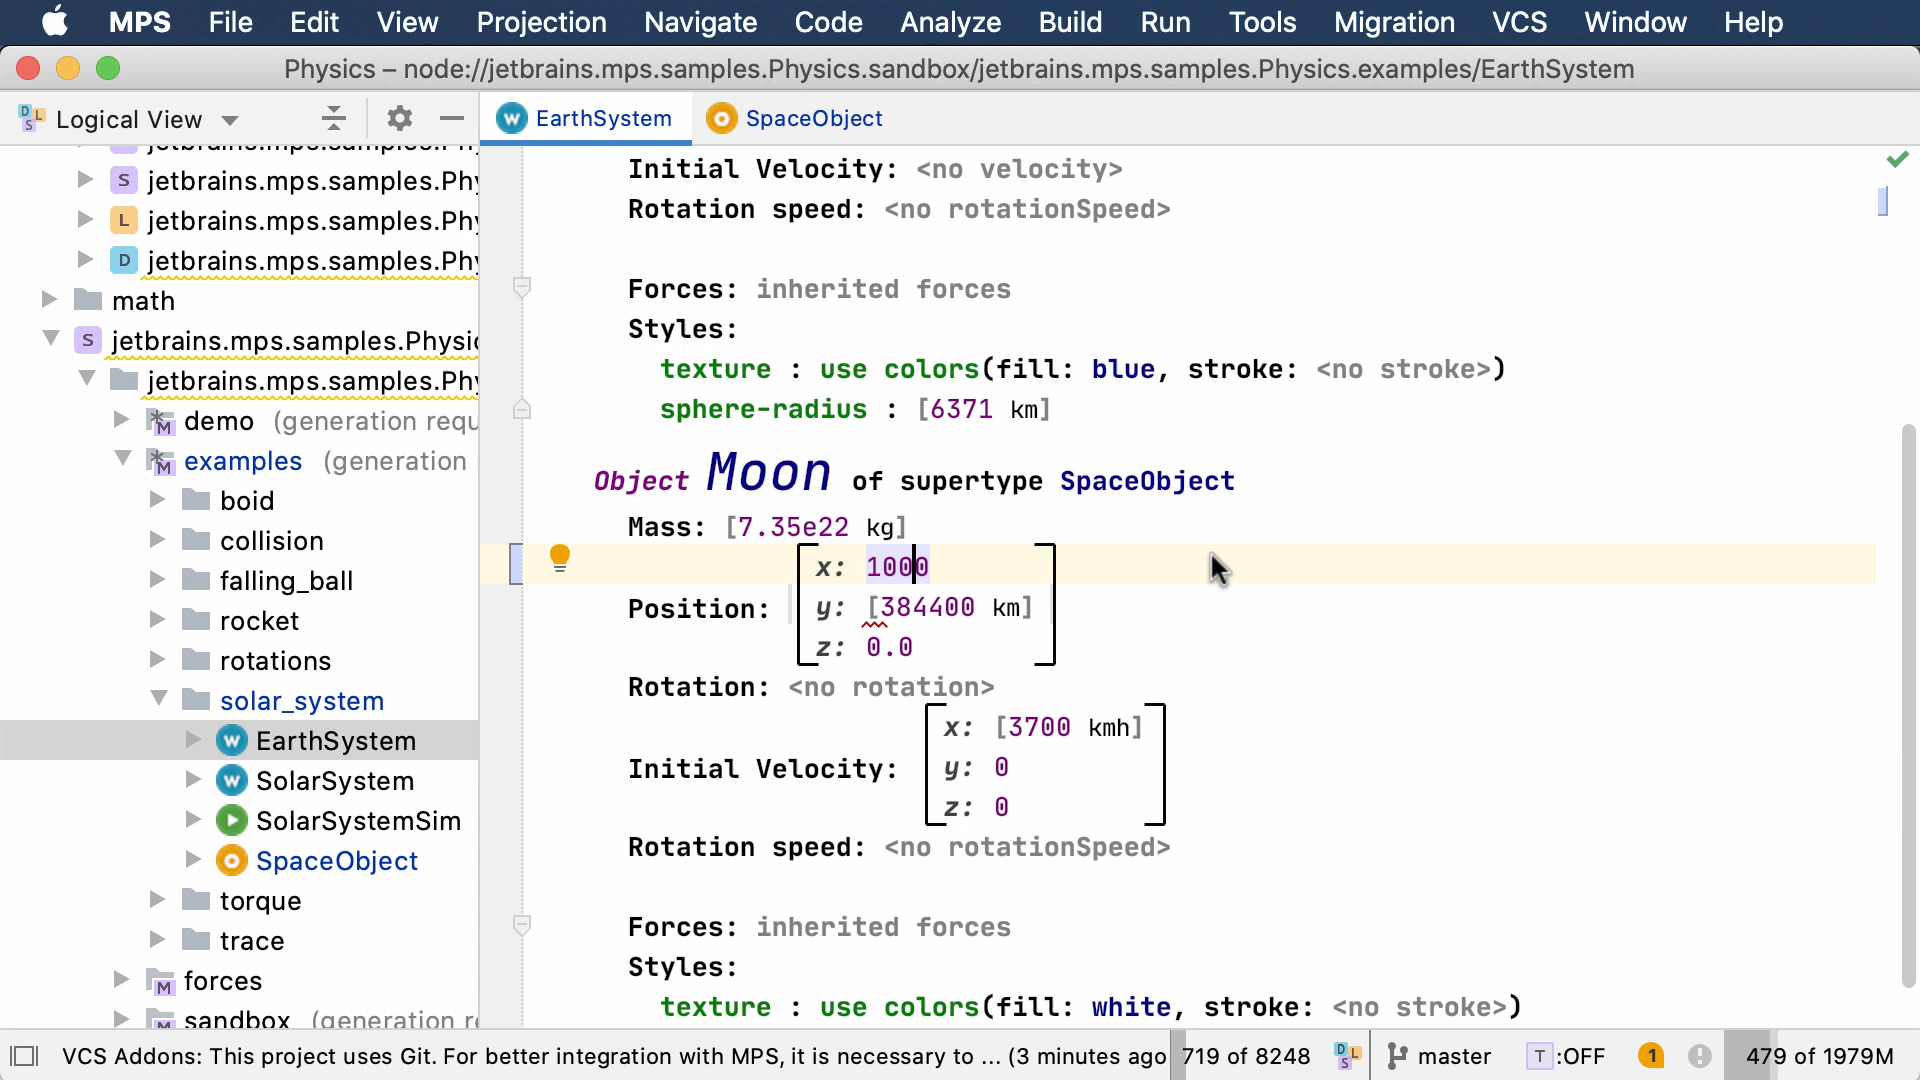 MPS File Edit View Projection Navigate Code Analyze Build Run Tools Migration VCS Window Help
Physics – node://jetbrains.mps.samples.Physics.sandbox/jetbrains.mps.samples.Physics.examples/EarthSystem
Logical View
EarthSystem
SpaceObject
S jetbrains.mps.samples.Phy
L jetbrains.mps.samples.Phy
D jetbrains.mps.samples.Phy
math
S jetbrains.mps.samples.Physic
jetbrains.mps.samples.Phy
demo (generation requ
examples (generation
boid
collision
falling_ball
rocket
rotations
solar_system
EarthSystem
SolarSystem
SolarSystemSim
SpaceObject
torque
trace
forces
sandbox (generation re
Initial Velocity: <no velocity>
Rotation speed: <no rotationSpeed>
Forces: inherited forces
Styles:
texture : use colors(fill: blue, stroke: <no stroke>)
sphere-radius : [6371 km]
Object Moon of supertype SpaceObject
Mass: [7.35e22 kg]
x: 1000
Position: y: [384400 km]
z: 0.0
Rotation: <no rotation>
x: [3700 kmh]
Initial Velocity: y: 0
z: 0
Rotation speed: <no rotationSpeed>
Forces: inherited forces
Styles:
texture : use colors(fill: white, stroke: <no stroke>)
VCS Addons: This project uses Git. For better integration with MPS, it is necessary to ... (3 minutes ago 719 of 8248 master T :OFF 1 479 of 1979M